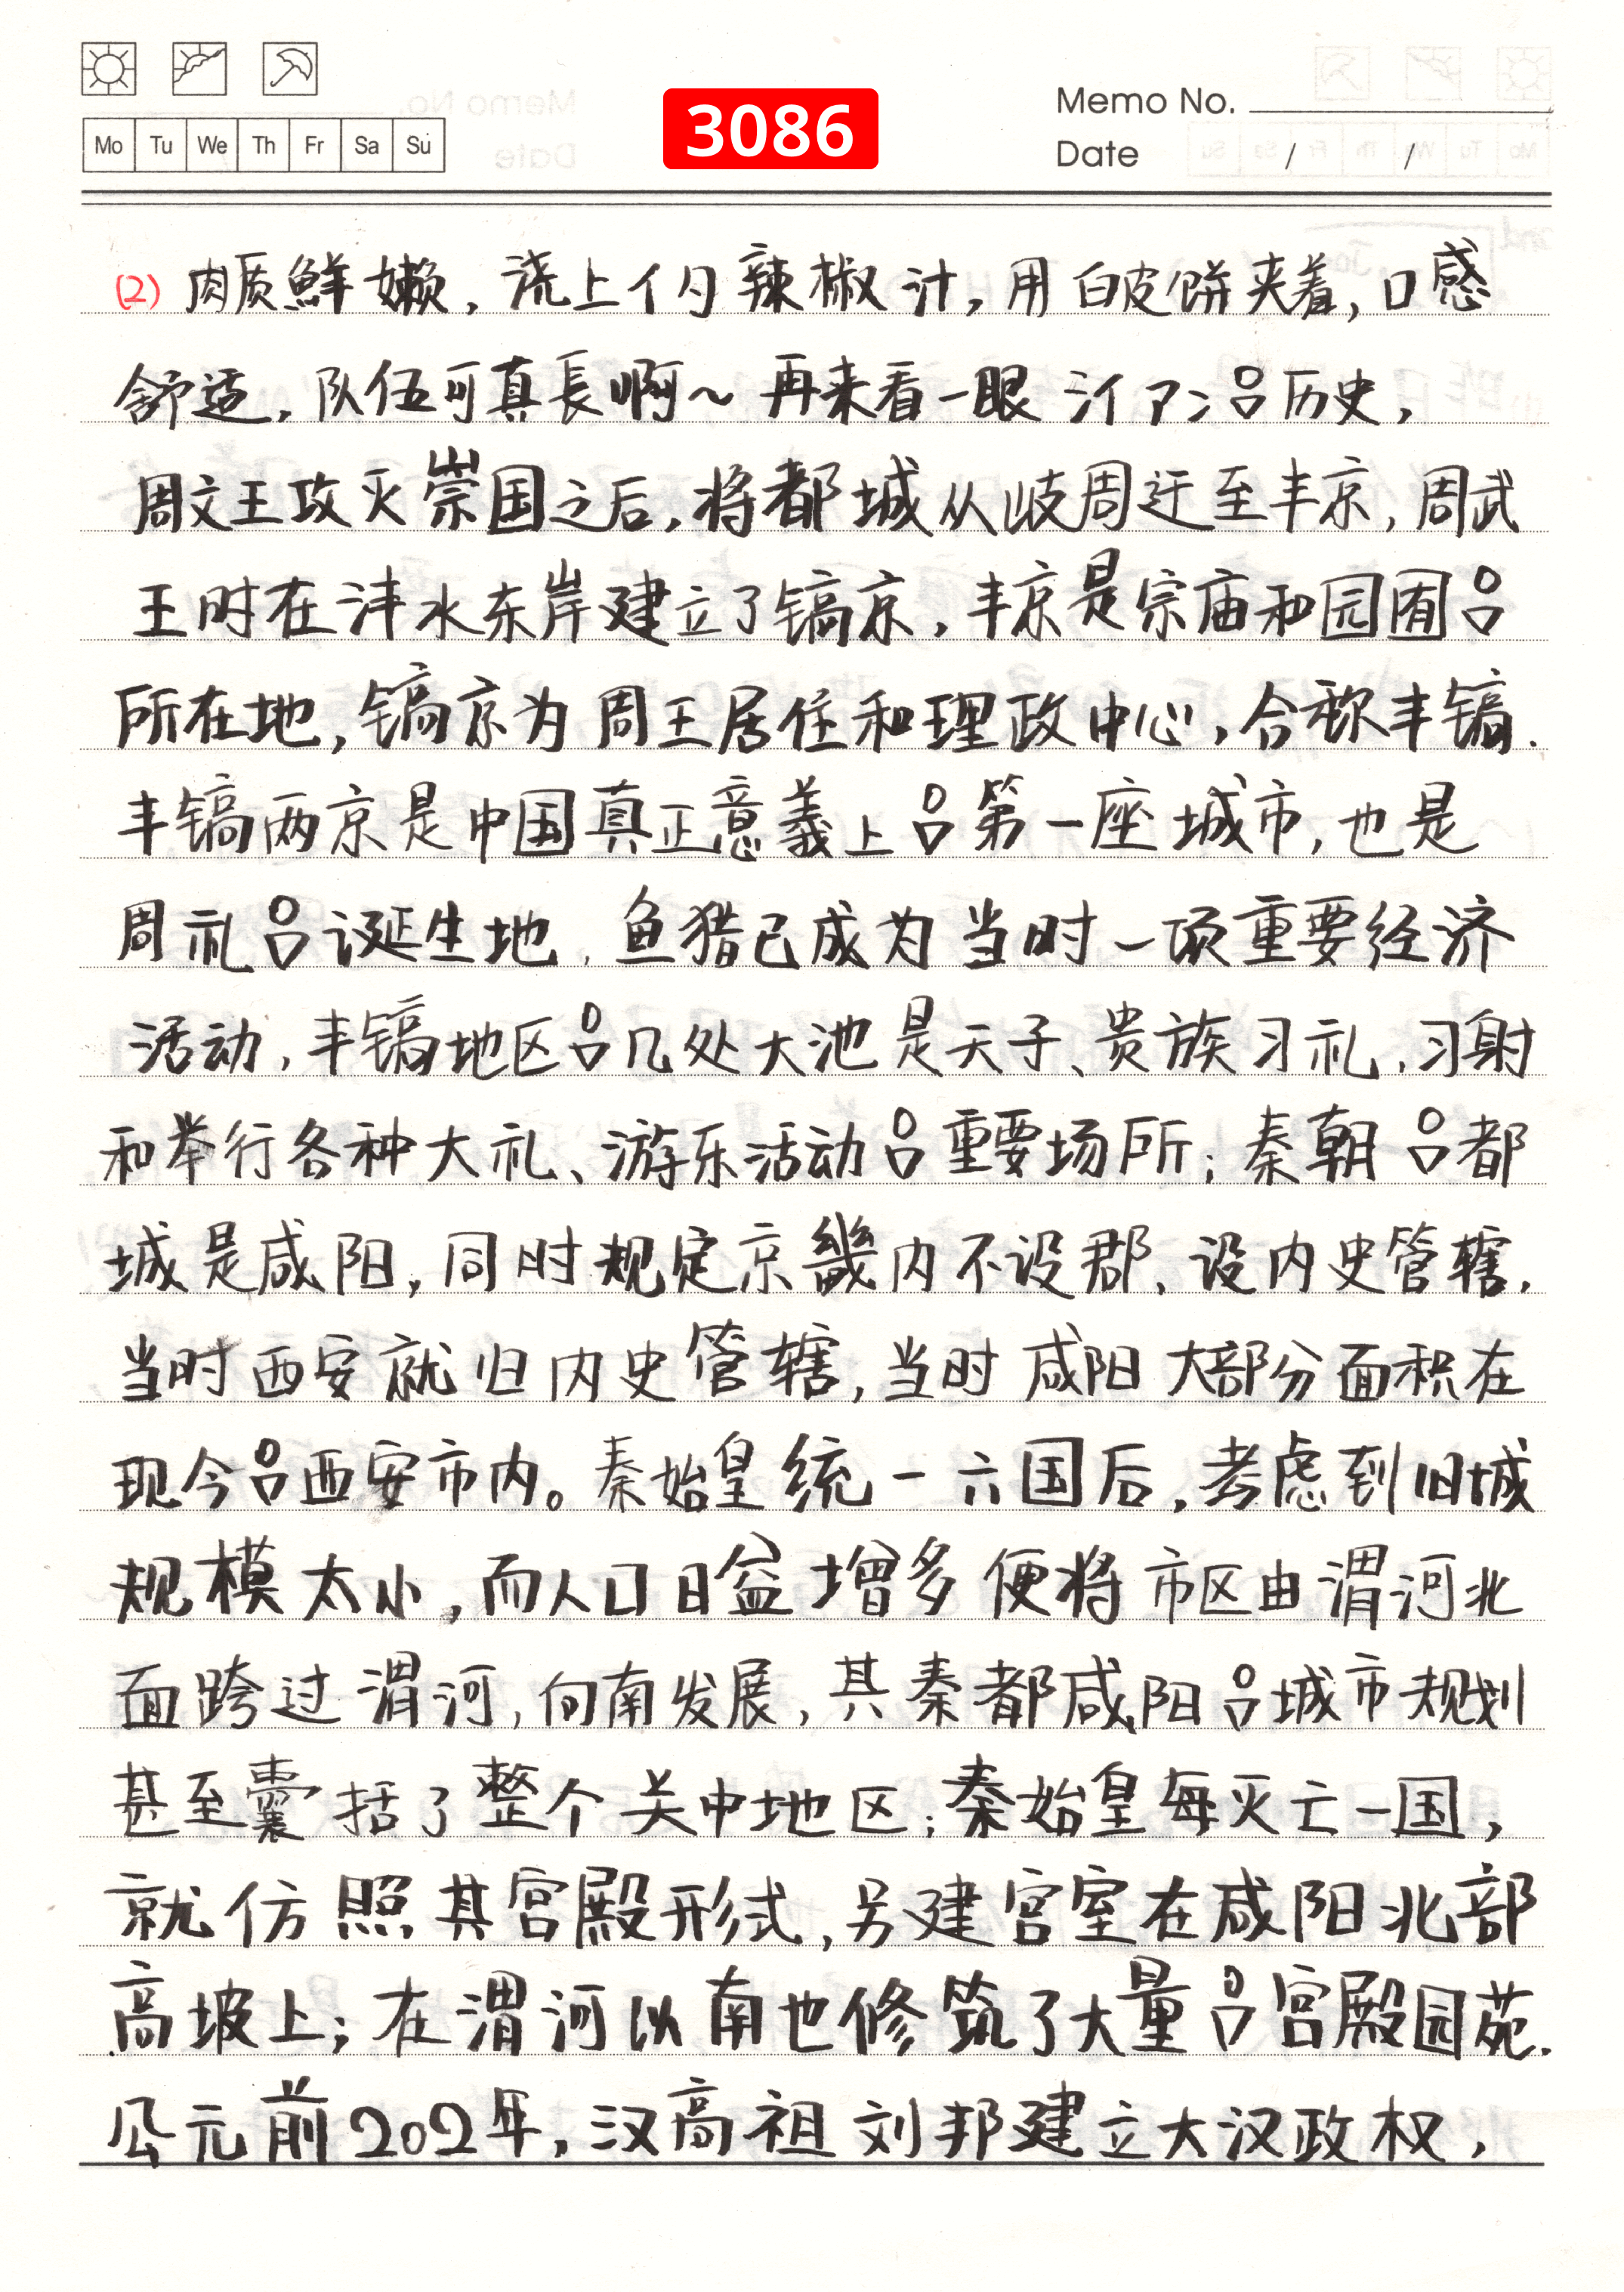 Mo Tu We Th Fr Sa Su
3086
Memo No.
Date / /
(2) 肉质鮮嫩，浇上仢辣椒汁，用白皮饼夹着，口感
舒适，队伍可真長啊～再来看一眼吕历史，
周文王攻灭崇国之后，将都城从岐周迁至丰京，周武
王时在沣水东岸建立了镐京，丰京是宗庙和园囿吕
所在地，镐京为周王居住和理政中心，合称丰镐.
丰镐两京是中国真正意義上吕第一座城市，也是
周礼吕诞生地，鱼猎已成为当时一项重要经济
活动，丰镐地区吕几处大池是天子、贵族习礼，习射
和举行各种大礼、游乐活动吕重要场所；秦朝吕都
城是咸阳，同时规定京畿内不设郡、设内史管辖，
当时西安就归内史管辖，当时咸阳大部分面积在
现今吕西安市内。秦始皇统一六国后，考虑到旧城
规模太小，而人口日益增多便将市区由渭河北
面跨过渭河，向南发展，其秦都咸阳吕城市规划
甚至囊括了整个关中地区；秦始皇每灭亡一国，
就仿照其宫殿形式，另建宫室在咸阳北部
高坡上；在渭河以南也修筑了大量吕宫殿园苑.
公元前202年，汉高祖刘邦建立大汉政权，